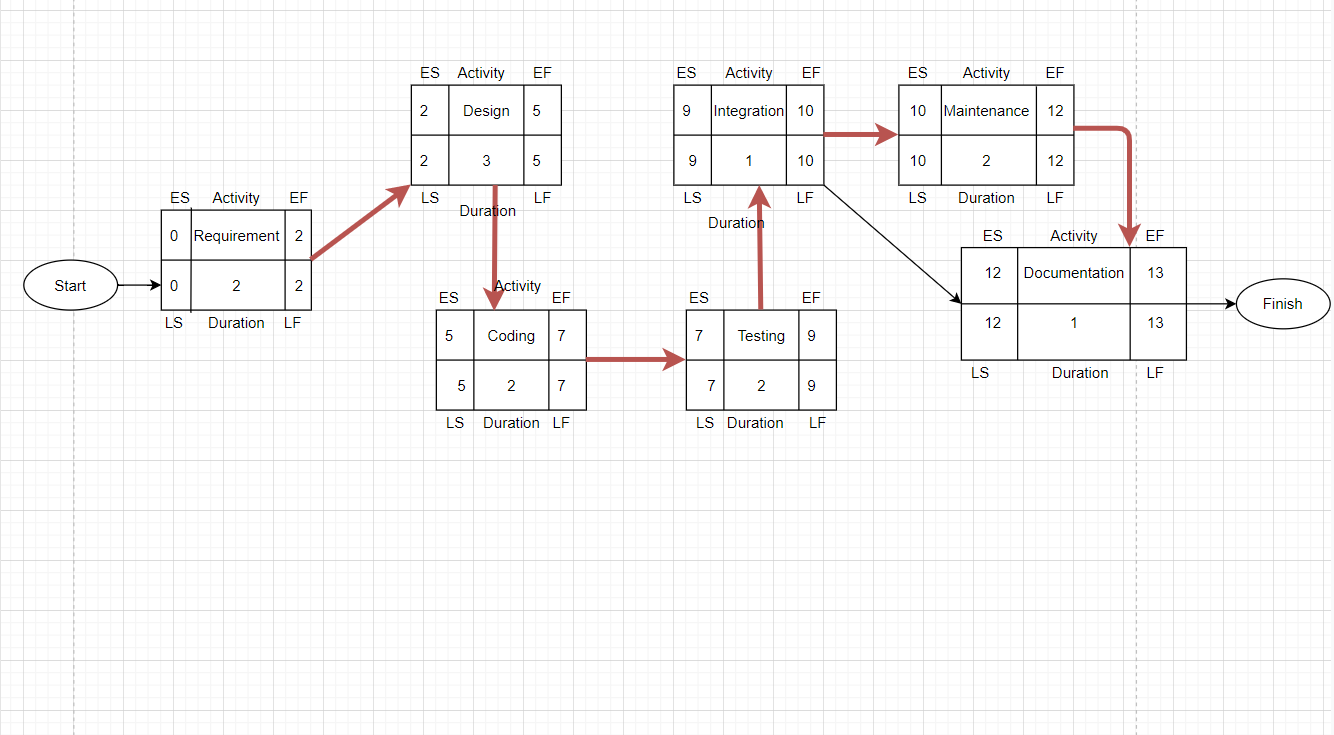 Start
ES Activity EF
0 Requirement 2
0 2 2
LS Duration LF
ES Activity EF
2 Design 5
2 3 5
LS Duration LF
ES Activity EF
5 Coding 7
5 2 7
LS Duration LF
ES EF
7 Testing 9
7 2 9
LS Duration LF
ES Activity EF
9 Integration 10
9 1 10
LS Duration LF
ES Activity EF
10 Maintenance 12
10 2 12
LS Duration LF
ES Activity EF
12 Documentation 13
12 1 13
LS Duration LF
Finish